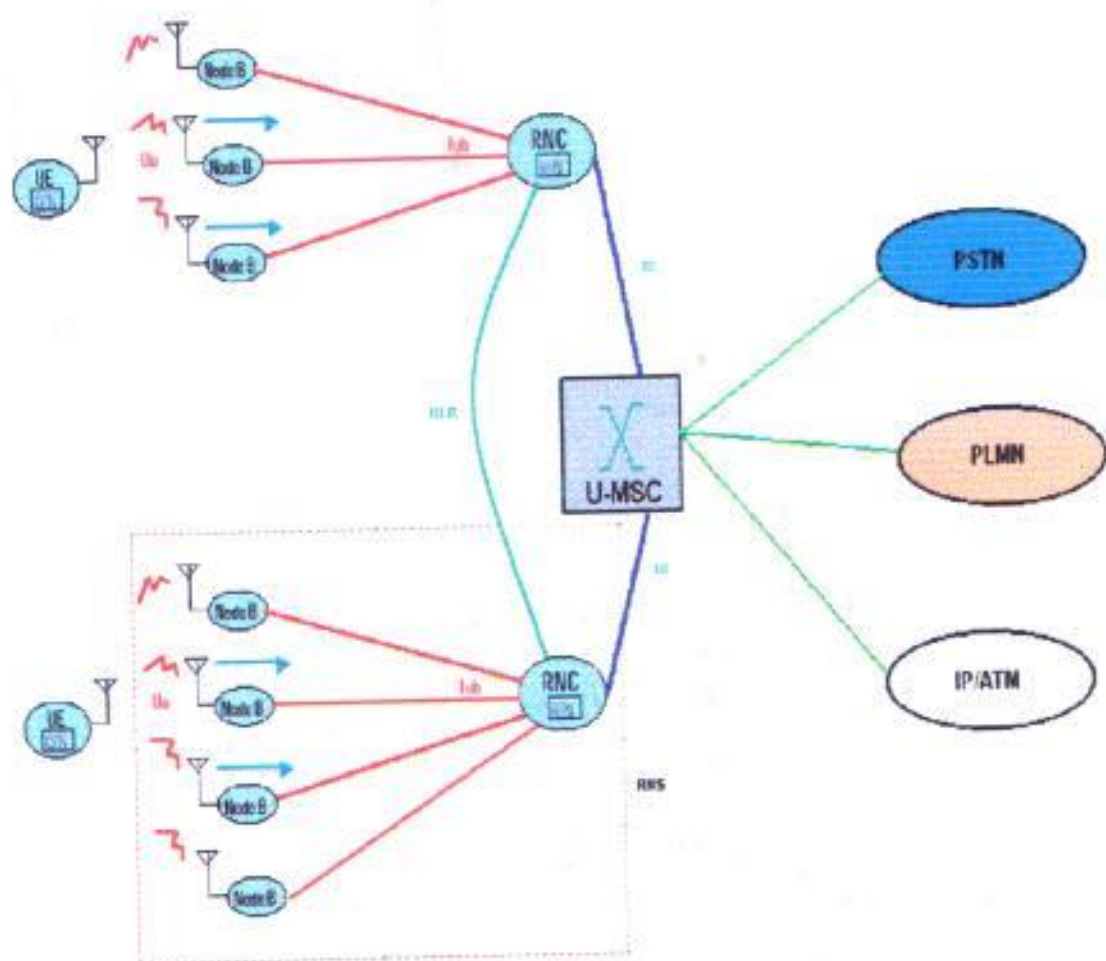 Node B
Node B
Node B
UE
Uu
Iub
RNC
PSTN
PLMN
IP/ATM
U-MSC
Node B
Node B
Node B
Node B
UE
Uu
Iub
RNC
RNS